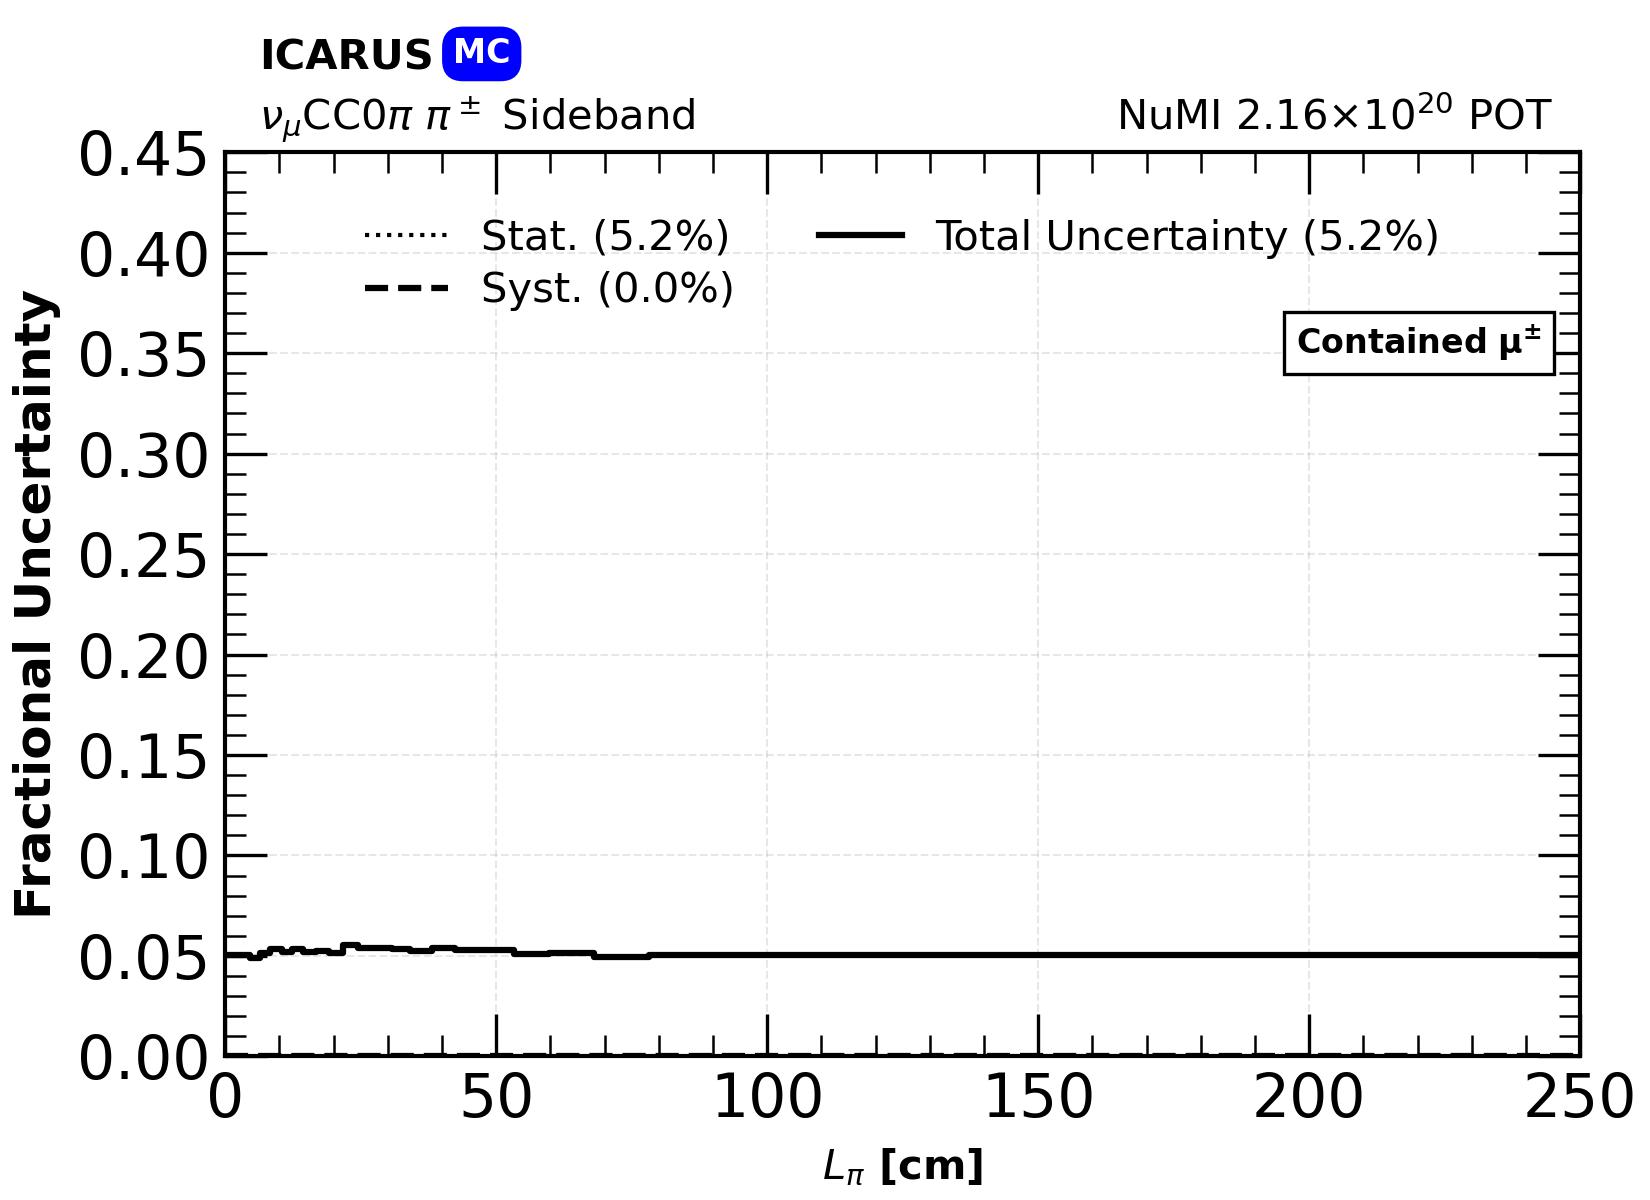 ICARUS MC
νμCC0π π± Sideband
NuMI 2.16×10²⁰ POT
Stat. (5.2%)
Syst. (0.0%)
Total Uncertainty (5.2%)
Contained μ±
Fractional Uncertainty
0.45
0.40
0.35
0.30
0.25
0.20
0.15
0.10
0.05
0.00
0 50 100 150 200 250
Lπ [cm]